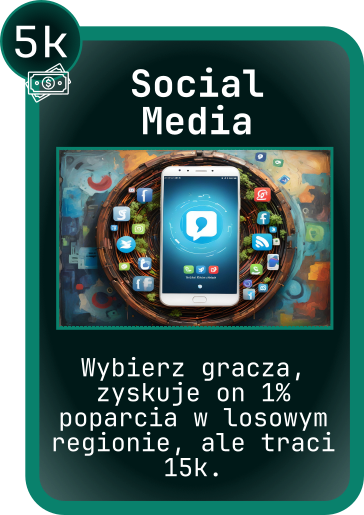 5k
Social
Media
Wybierz gracza,
zyskuje on 1%
poparcia w losowym
regionie, ale traci
15k.